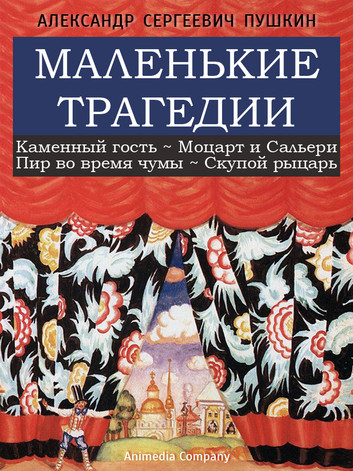 АЛЕКСАНДР СЕРГЕЕВИЧ ПУШКИН
МАЛЕНЬКИЕ
ТРАГЕДИИ
Каменный гость ~ Моцарт и Сальери
Пир во время чумы ~ Скупой рыцарь
Animedia Company